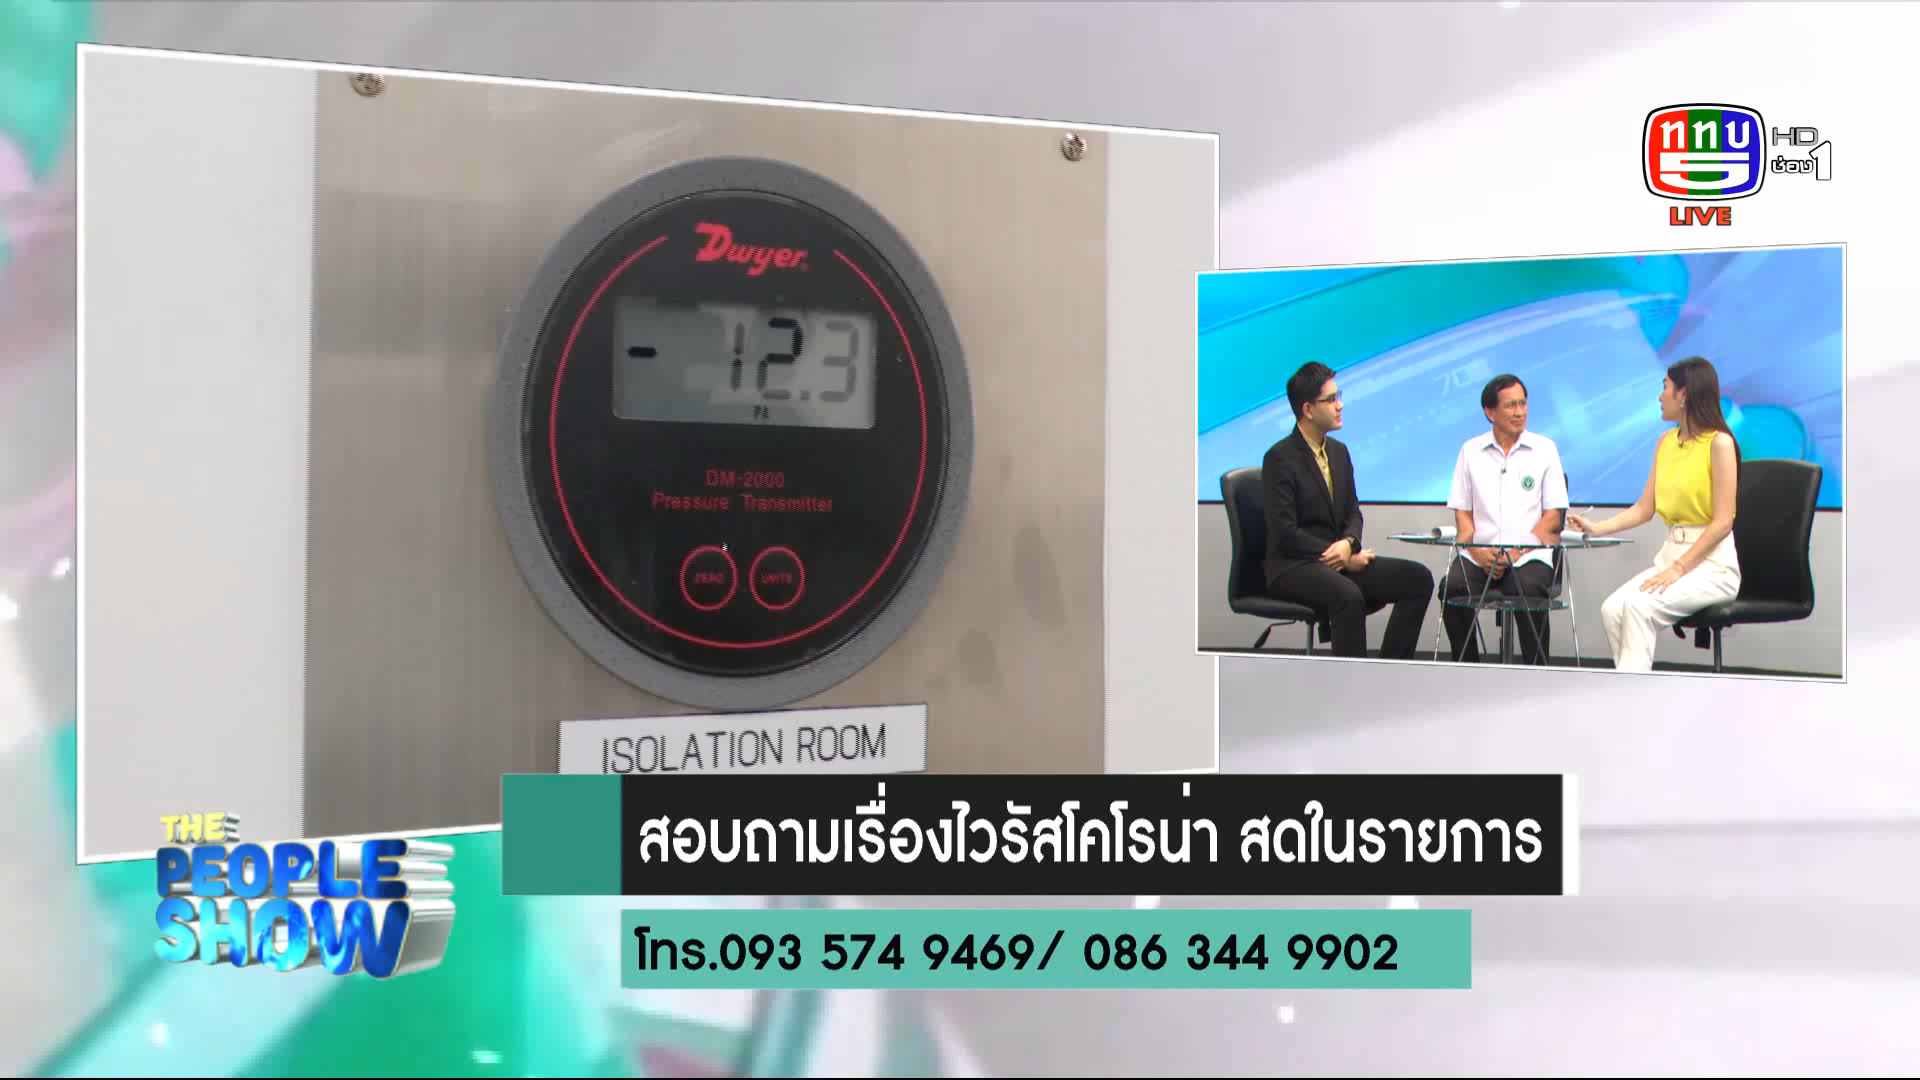 Dwyer
-12.3
PA
DM-2000
Pressure Transmitter
ZERO
UNITS
ISOLATION ROOM
ททบ
5
HD
ช่อง1
LIVE
THE
PEOPLE
SHOW
สอบถามเรื่องไวรัสโคโรน่า สดในรายการ
โทร.093 574 9469/ 086 344 9902